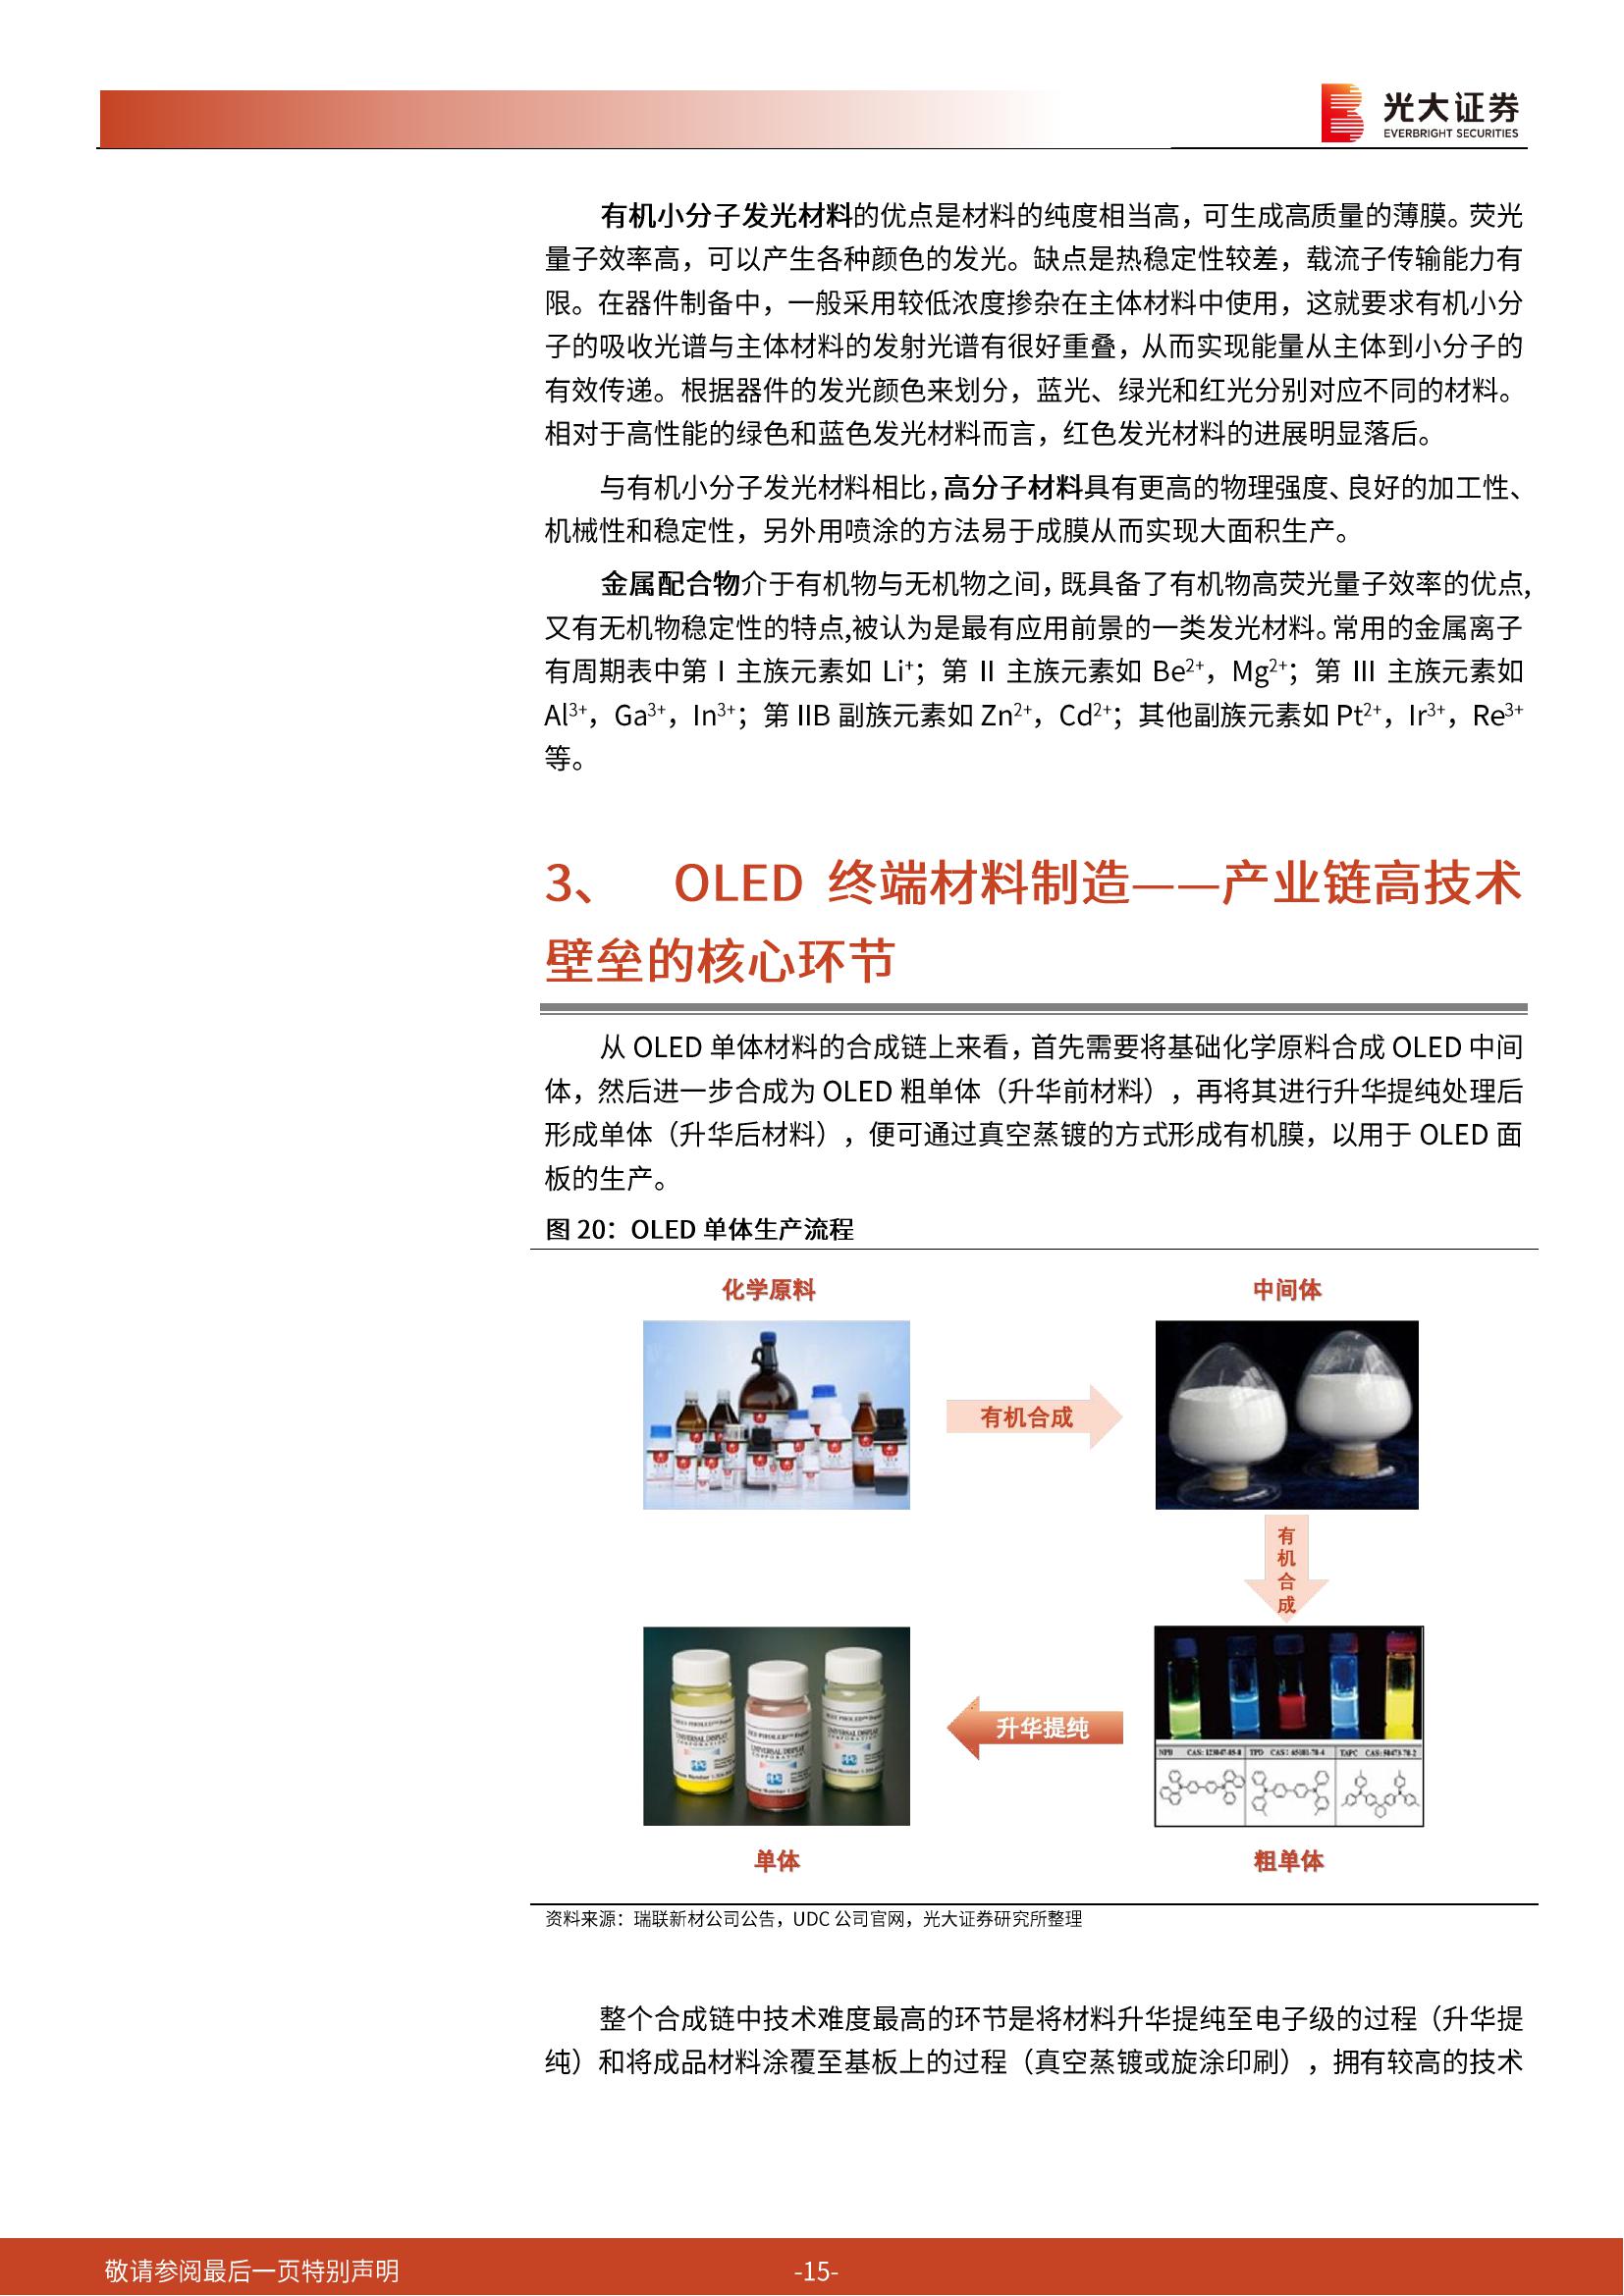 光大证券
EVERBRIGHT SECURITIES
有机小分子发光材料的优点是材料的纯度相当高，可生成高质量的薄膜。荧光
量子效率高，可以产生各种颜色的发光。缺点是热稳定性较差，载流子传输能力有
限。在器件制备中，一般采用较低浓度掺杂在主体材料中使用，这就要求有机小分
子的吸收光谱与主体材料的发射光谱有很好重叠，从而实现能量从主体到小分子的
有效传递。根据器件的发光颜色来划分，蓝光、绿光和红光分别对应不同的材料。
相对于高性能的绿色和蓝色发光材料而言，红色发光材料的进展明显落后。
与有机小分子发光材料相比，高分子材料具有更高的物理强度、良好的加工性、
机械性和稳定性，另外用喷涂的方法易于成膜从而实现大面积生产。
金属配合物介于有机物与无机物之间，既具备了有机物高荧光量子效率的优点,
又有无机物稳定性的特点,被认为是最有应用前景的一类发光材料。常用的金属离子
有周期表中第 I 主族元素如 Li⁺；第 II 主族元素如 Be²⁺，Mg²⁺；第 III 主族元素如
Al³⁺，Ga³⁺，In³⁺；第 IIB 副族元素如 Zn²⁺，Cd²⁺；其他副族元素如 Pt²⁺，Ir³⁺，Re³⁺
等。
3、 OLED 终端材料制造——产业链高技术
壁垒的核心环节
从 OLED 单体材料的合成链上来看，首先需要将基础化学原料合成 OLED 中间
体，然后进一步合成为 OLED 粗单体（升华前材料），再将其进行升华提纯处理后
形成单体（升华后材料），便可通过真空蒸镀的方式形成有机膜，以用于 OLED 面
板的生产。
图 20：OLED 单体生产流程
化学原料
中间体
有机合成
有机合成
升华提纯
UNIVERSAL DISPLAY
CORPORATION
PPG
NPB CAS: 123847-85-8
TPD CAS: 65181-78-4
TAPC CAS: 58473-78-2
单体
粗单体
资料来源：瑞联新材公司公告，UDC 公司官网，光大证券研究所整理
整个合成链中技术难度最高的环节是将材料升华提纯至电子级的过程（升华提
纯）和将成品材料涂覆至基板上的过程（真空蒸镀或旋涂印刷），拥有较高的技术
敬请参阅最后一页特别声明
-15-